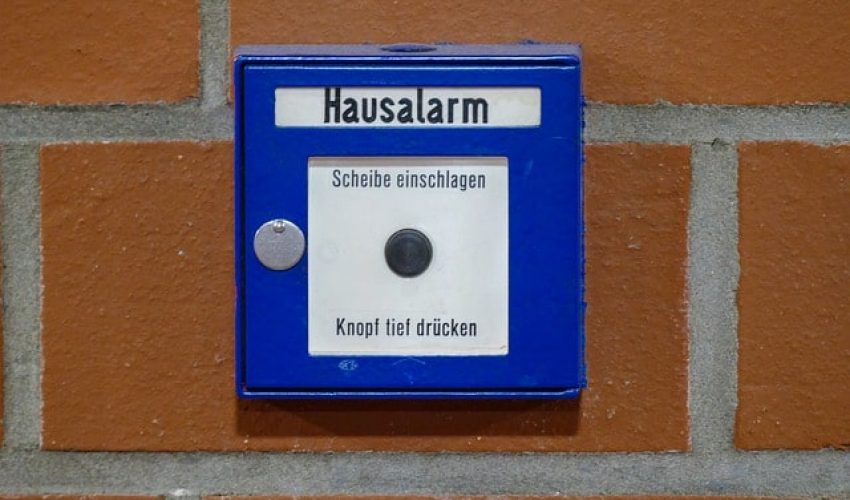 Hausalarm
Scheibe einschlagen
Knopf tief drücken